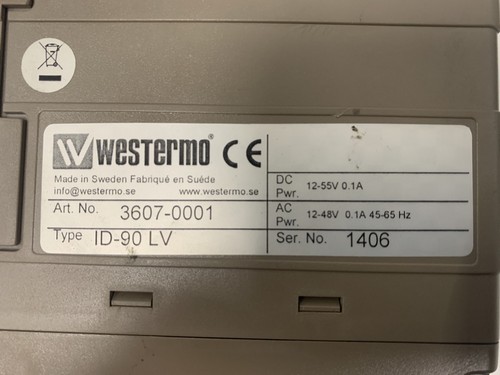 Westermo® CE
Made in Sweden Fabriqué en Suède
info@westermo.se www.westermo.se
Art. No. 3607-0001
Type ID-90 LV
DC Pwr. 12-55V 0.1A
AC Pwr. 12-48V 0.1A 45-65 Hz
Ser. No. 1406